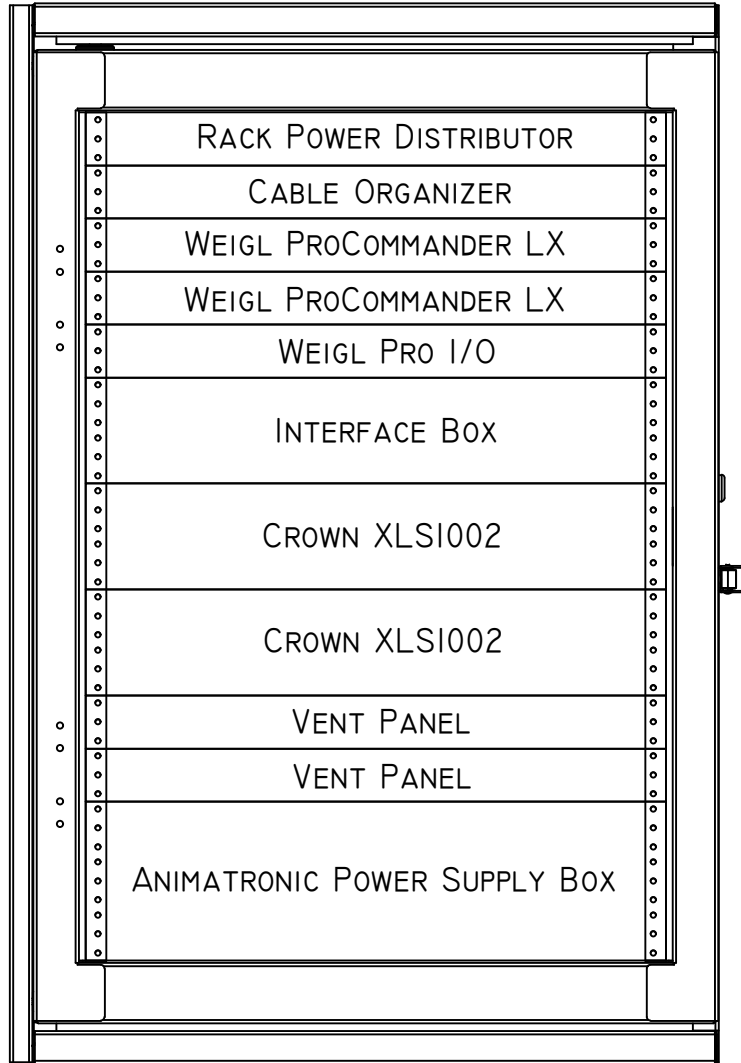 Rack Power Distributor
Cable Organizer
Weigl ProCommander LX
Weigl ProCommander LX
Weigl Pro I/O
Interface Box
Crown XLS1002
Crown XLS1002
Vent Panel
Vent Panel
Animatronic Power Supply Box